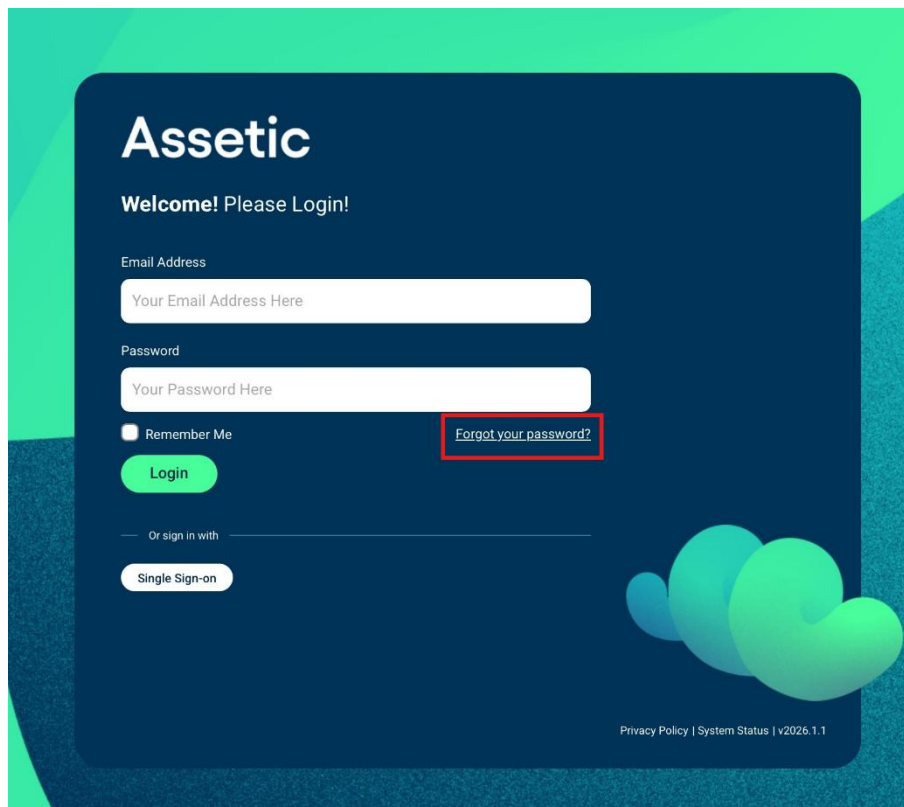 Assetic
Welcome! Please Login!
Email Address
Your Email Address Here
Password
Your Password Here
Remember Me
Forgot your password?
Login
Or sign in with
Single Sign-on
Privacy Policy | System Status | v2026.1.1